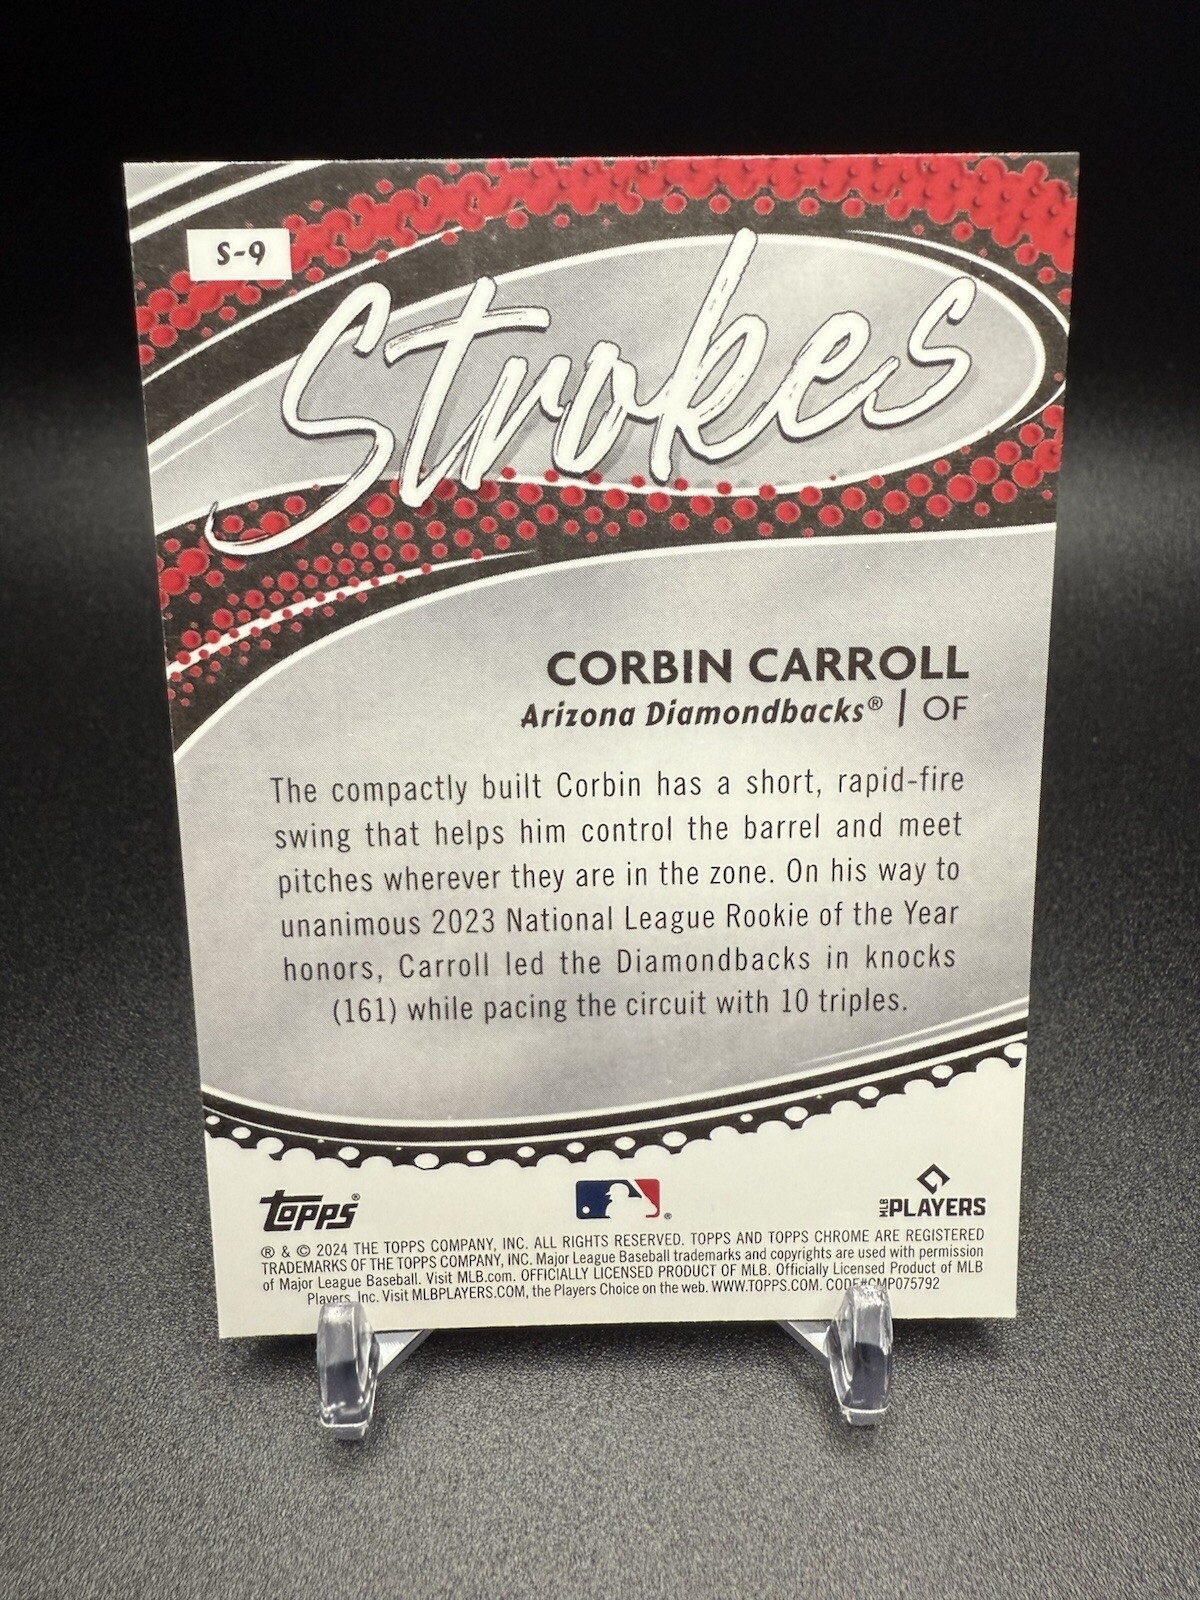 S-9
Strokes
CORBIN CARROLL
Arizona Diamondbacks® | OF
The compactly built Corbin has a short, rapid-fire
swing that helps him control the barrel and meet
pitches wherever they are in the zone. On his way to
unanimous 2023 National League Rookie of the Year
honors, Carroll led the Diamondbacks in knocks
(161) while pacing the circuit with 10 triples.
Topps®
®
MLB PLAYERS
® & © 2024 THE TOPPS COMPANY, INC. ALL RIGHTS RESERVED. TOPPS AND TOPPS CHROME ARE REGISTERED
TRADEMARKS OF THE TOPPS COMPANY, INC. Major League Baseball trademarks and copyrights are used with permission
of Major League Baseball. Visit MLB.com. OFFICIALLY LICENSED PRODUCT OF MLB. Officially Licensed Product of MLB
Players, Inc. Visit MLBPLAYERS.COM, the Players Choice on the web. WWW.TOPPS.COM. CODE#CMP075792